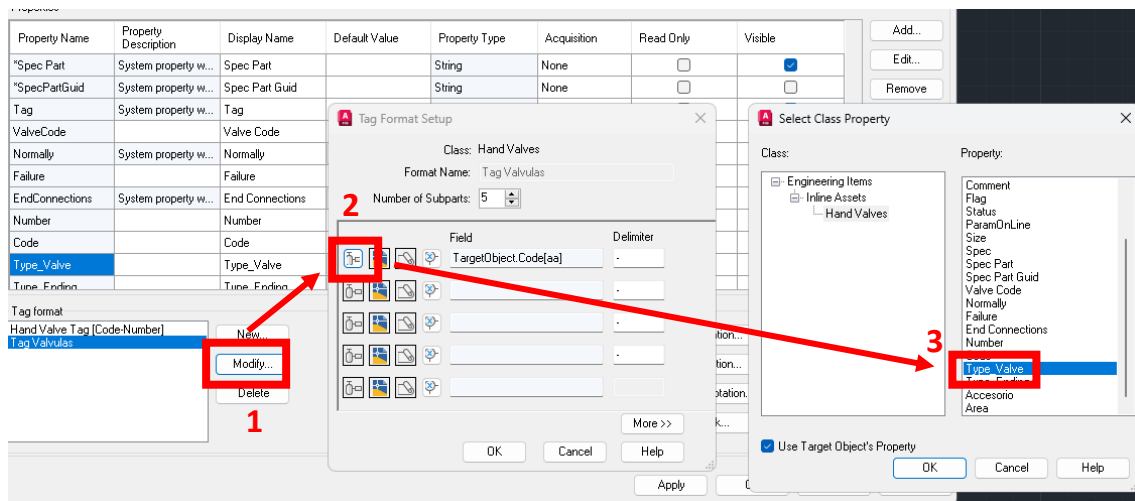 Property Name Property Description Display Name Default Value Property Type Acquisition Read Only Visible
*Spec Part System property w... Spec Part String None
*SpecPartGuid System property w... Spec Part Guid String None
Tag System property w... Tag
ValveCode Valve Code
Normally System property w... Normally
Failure Failure
EndConnections System property w... End Connections
Number Number
Code Code
Type_Valve Type_Valve
Type_Ending Type_Ending
Add...
Edit...
Remove
Tag format
Hand Valve Tag [Code-Number]
Tag Valvulas
New...
Modify...
Delete
1
Tag Format Setup
Class: Hand Valves
Format Name: Tag Valvulas
Number of Subparts: 5
2
Field Delimiter
TargetObject.Code[aa] -
-
-
-
More >>
OK Cancel Help
Apply
Select Class Property
Class: Property:
Engineering Items
Inline Assets
Hand Valves
Comment
Flag
Status
ParamOnLine
Size
Spec
Spec Part
Spec Part Guid
Valve Code
Normally
Failure
End Connections
Number
Code
Type_Valve
Type_Ending
Accesorio
Area
3
Use Target Object's Property
OK Cancel Help